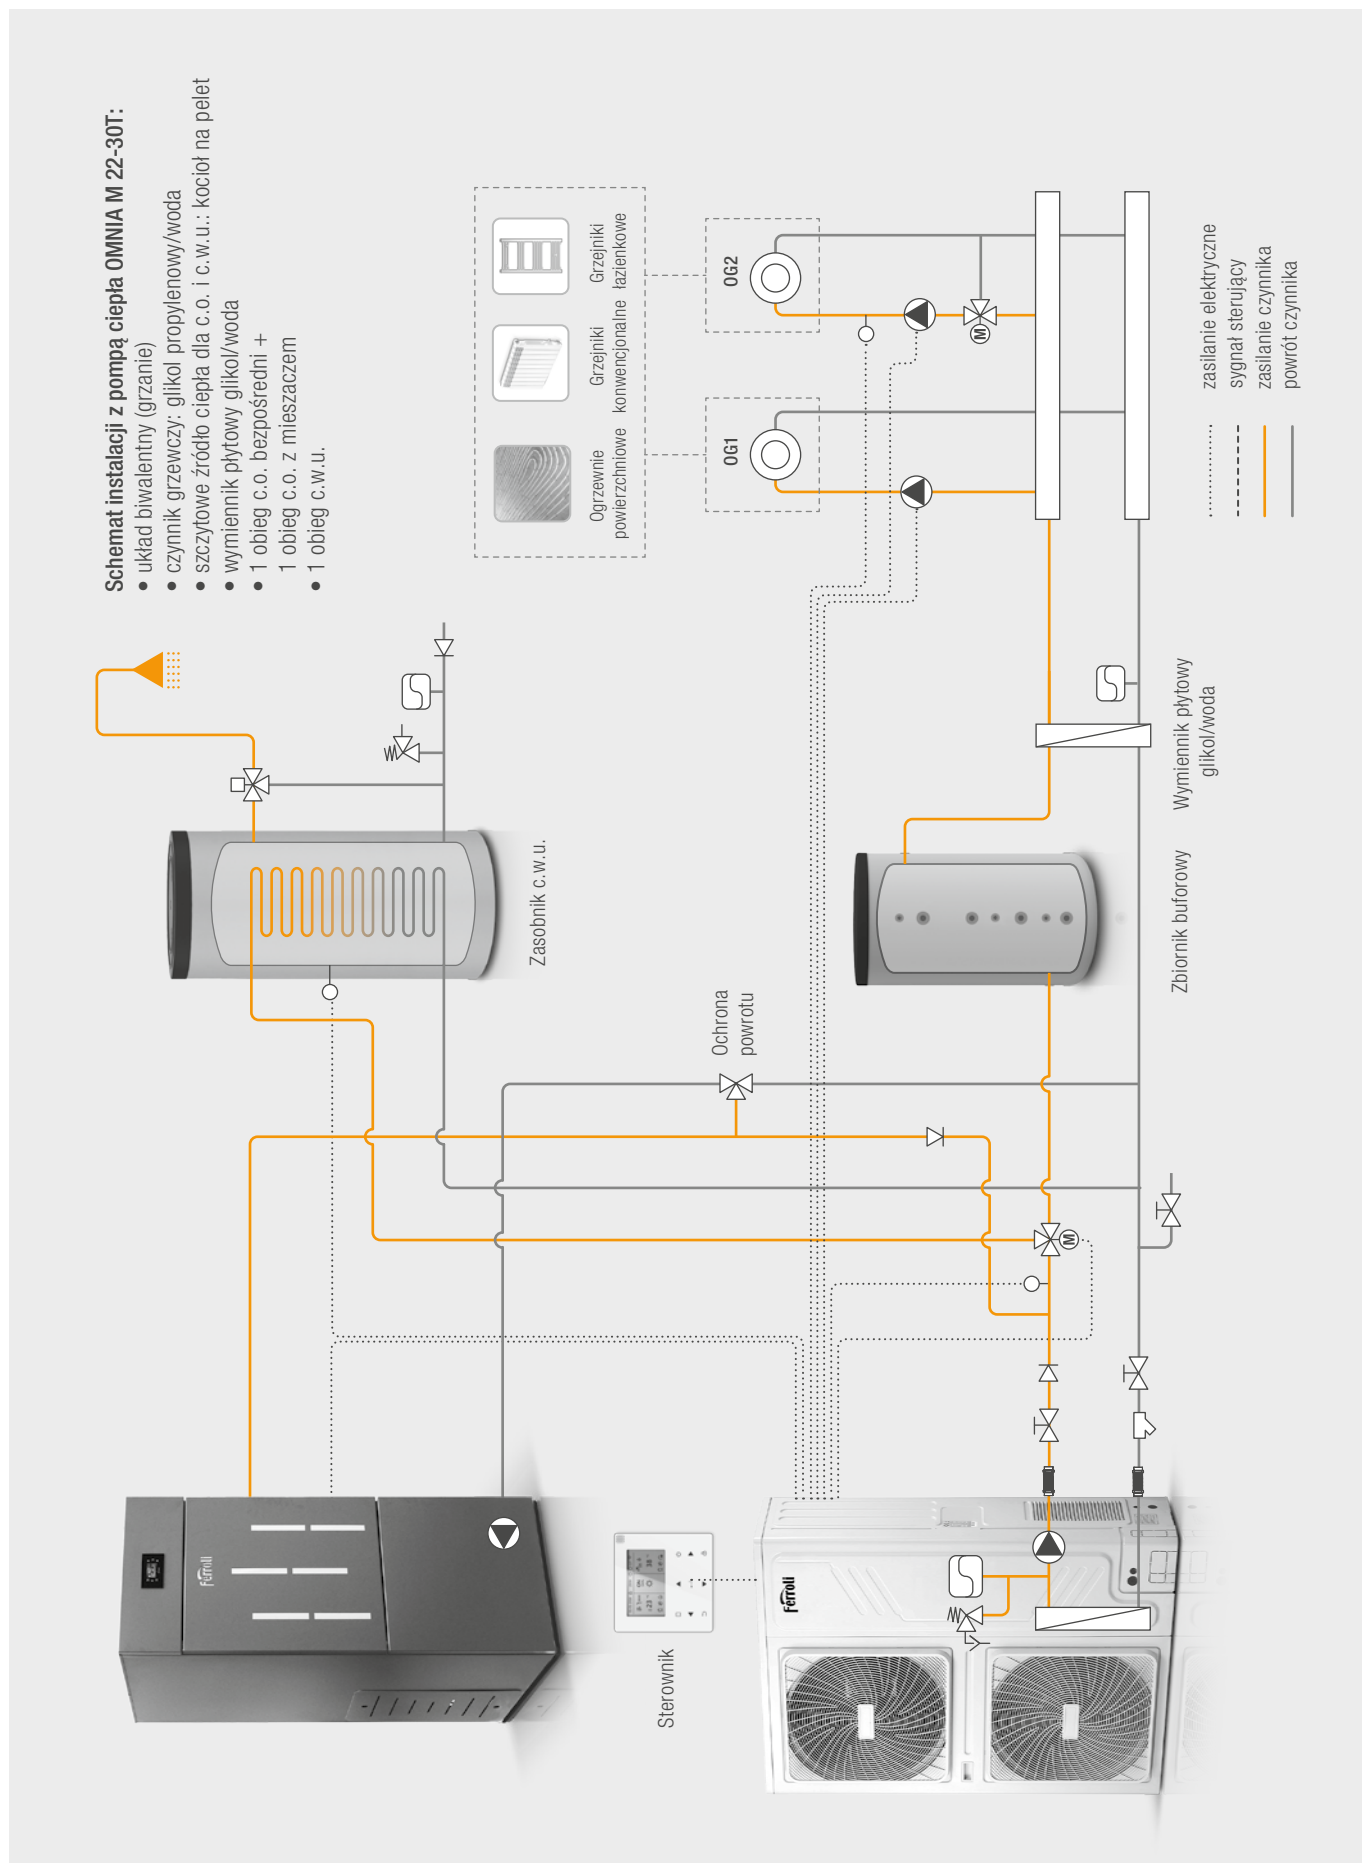 Schemat instalacji z pompą ciepła OMNIA M 22-30T:
• układ biwalentny (grzanie)
• czynnik grzewczy: glikol propylenowy/woda
• szczytowe źródło ciepła dla c.o. i c.w.u.: kocioł na pelet
• wymiennik płytowy glikol/woda
• 1 obieg c.o. bezpośredni +
1 obieg c.o. z mieszaczem
• 1 obieg c.w.u.
Ogrzewnie
powierzchniowe
Grzejniki
konwencjonalne
Grzejniki
łazienkowe
OG1
OG2
M
Zasobnik c.w.u.
Ochrona
powrotu
Zbiornik buforowy
Wymiennik płytowy
glikol/woda
M
Sterownik
Ferroli
Ferroli
zasilanie elektryczne
sygnał sterujący
zasilanie czynnika
powrót czynnika